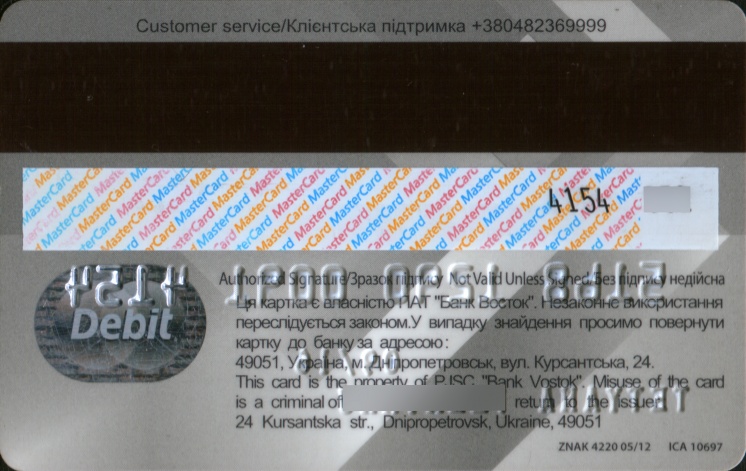 Customer service/Клієнтська підтримка +380482369999
MasterCard MasterCard MasterCard MasterCard
4154
Authorized Signature/Зразок підпису Not Valid Unless Signed/Без підпису недійсна
Debit
Ця картка є власністю ПАТ "Банк Восток". Незаконне використання
переслідується законом.У випадку знайдення просимо повернути
картку до банку за адресою:
49051, Україна, м. Дніпропетровськ, вул. Курсантська, 24.
This card is the property of PJSC "Bank Vostok". Misuse of the card
is a criminal of return to the issuer
24 Kursantska str., Dnipropetrovsk, Ukraine, 49051
ZNAK 4220 05/12 ICA 10697